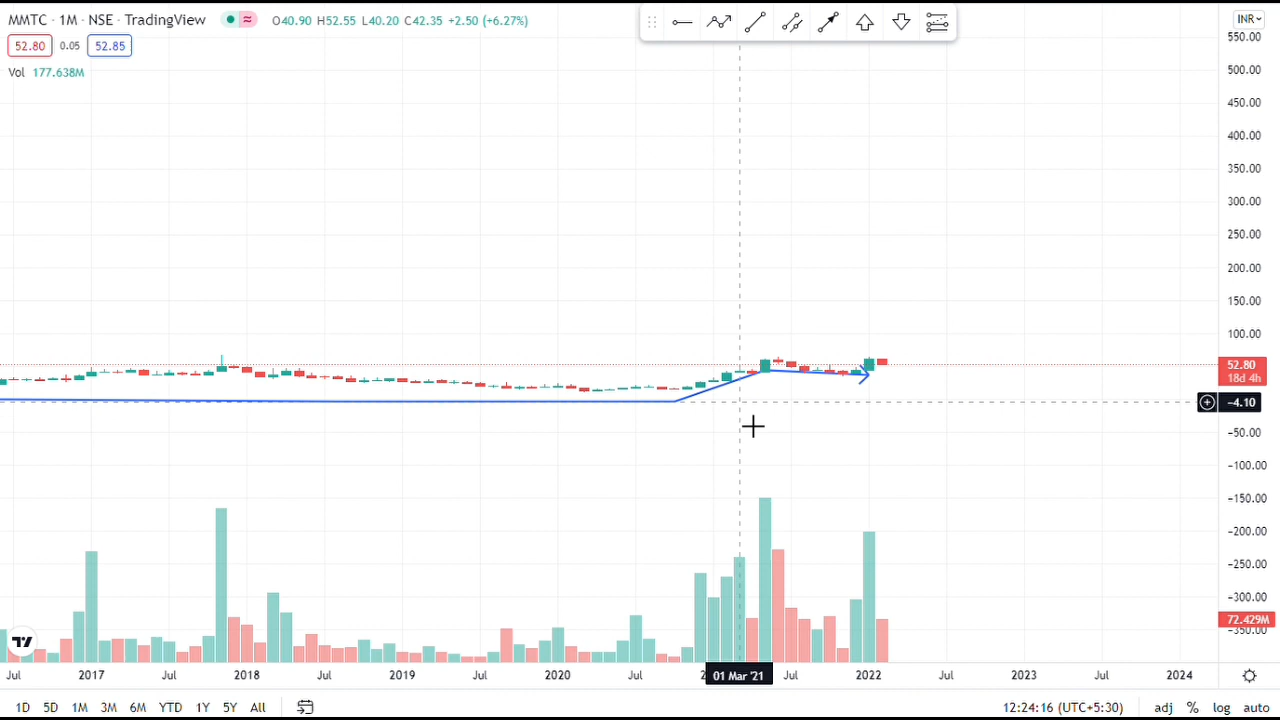 MMTC · 1M · NSE · TradingView
≈
O40.90 H52.55 L40.20 C42.35 +2.50 (+6.27%)
INR
52.80 0.05 52.85
Vol 177.638M
550.00
500.00
450.00
400.00
350.00
300.00
250.00
200.00
150.00
100.00
52.80
18d 4h
−4.10
−50.00
−100.00
−150.00
−200.00
−250.00
−300.00
72.429M
−350.00
2017 Jul 2018 Jul 2019 Jul 2020 Jul 01 Mar '21 Jul 2022 Jul 2023 Jul 2024
1D 5D 1M 3M 6M YTD 1Y 5Y All 12:24:16 (UTC+5:30) adj % log auto